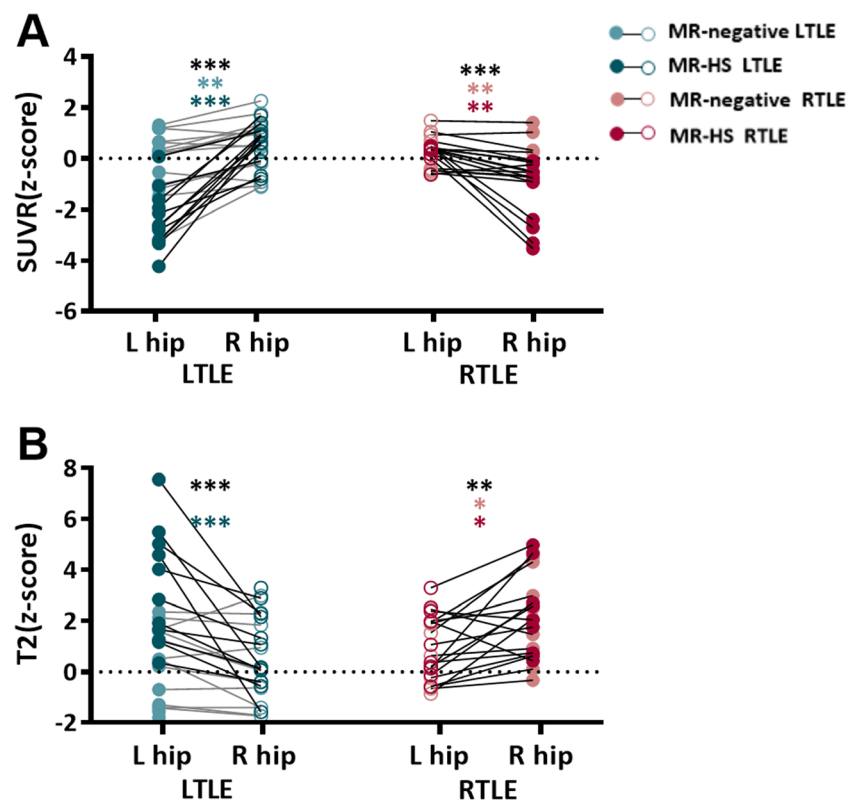 A
MR-negative LTLE
MR-HS LTLE
MR-negative RTLE
MR-HS RTLE
SUVR(z-score)
4
2
0
-2
-4
-6
***
**
***
***
**
**
L hip R hip L hip R hip
LTLE RTLE
B
T2(z-score)
8
6
4
2
0
-2
***
***
**
*
*
L hip R hip L hip R hip
LTLE RTLE